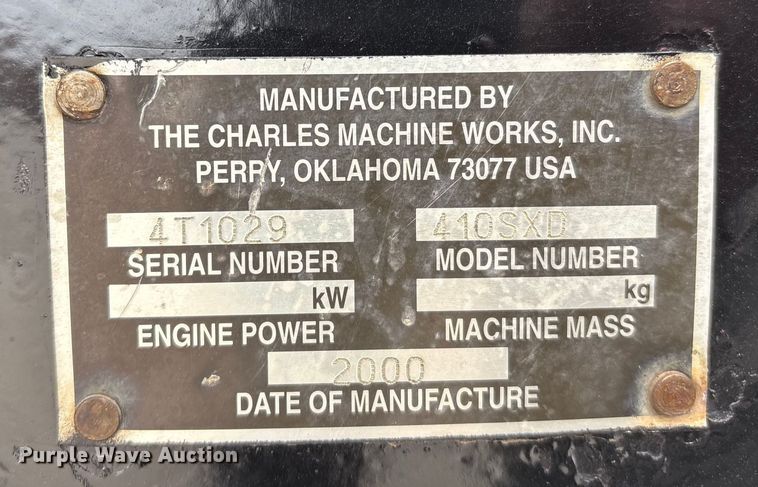 MANUFACTURED BY
THE CHARLES MACHINE WORKS, INC.
PERRY, OKLAHOMA 73077 USA
4T1029 410SXD
SERIAL NUMBER MODEL NUMBER
kW kg
ENGINE POWER MACHINE MASS
2000
DATE OF MANUFACTURE
Purple Wave Auction